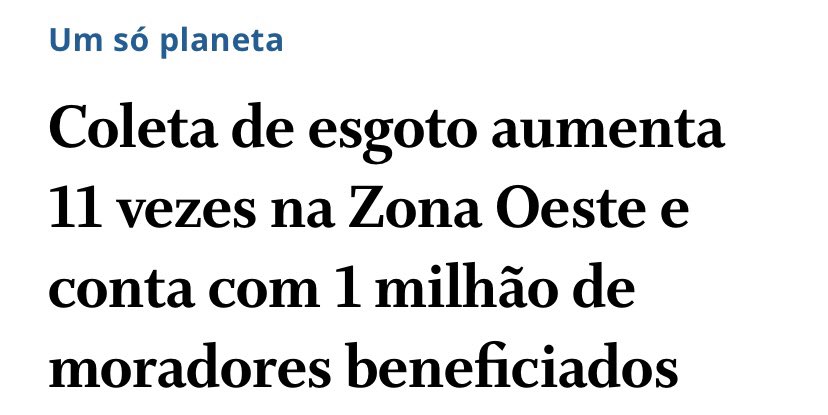 Um só planeta
Coleta de esgoto aumenta
11 vezes na Zona Oeste e
conta com 1 milhão de
moradores beneficiados